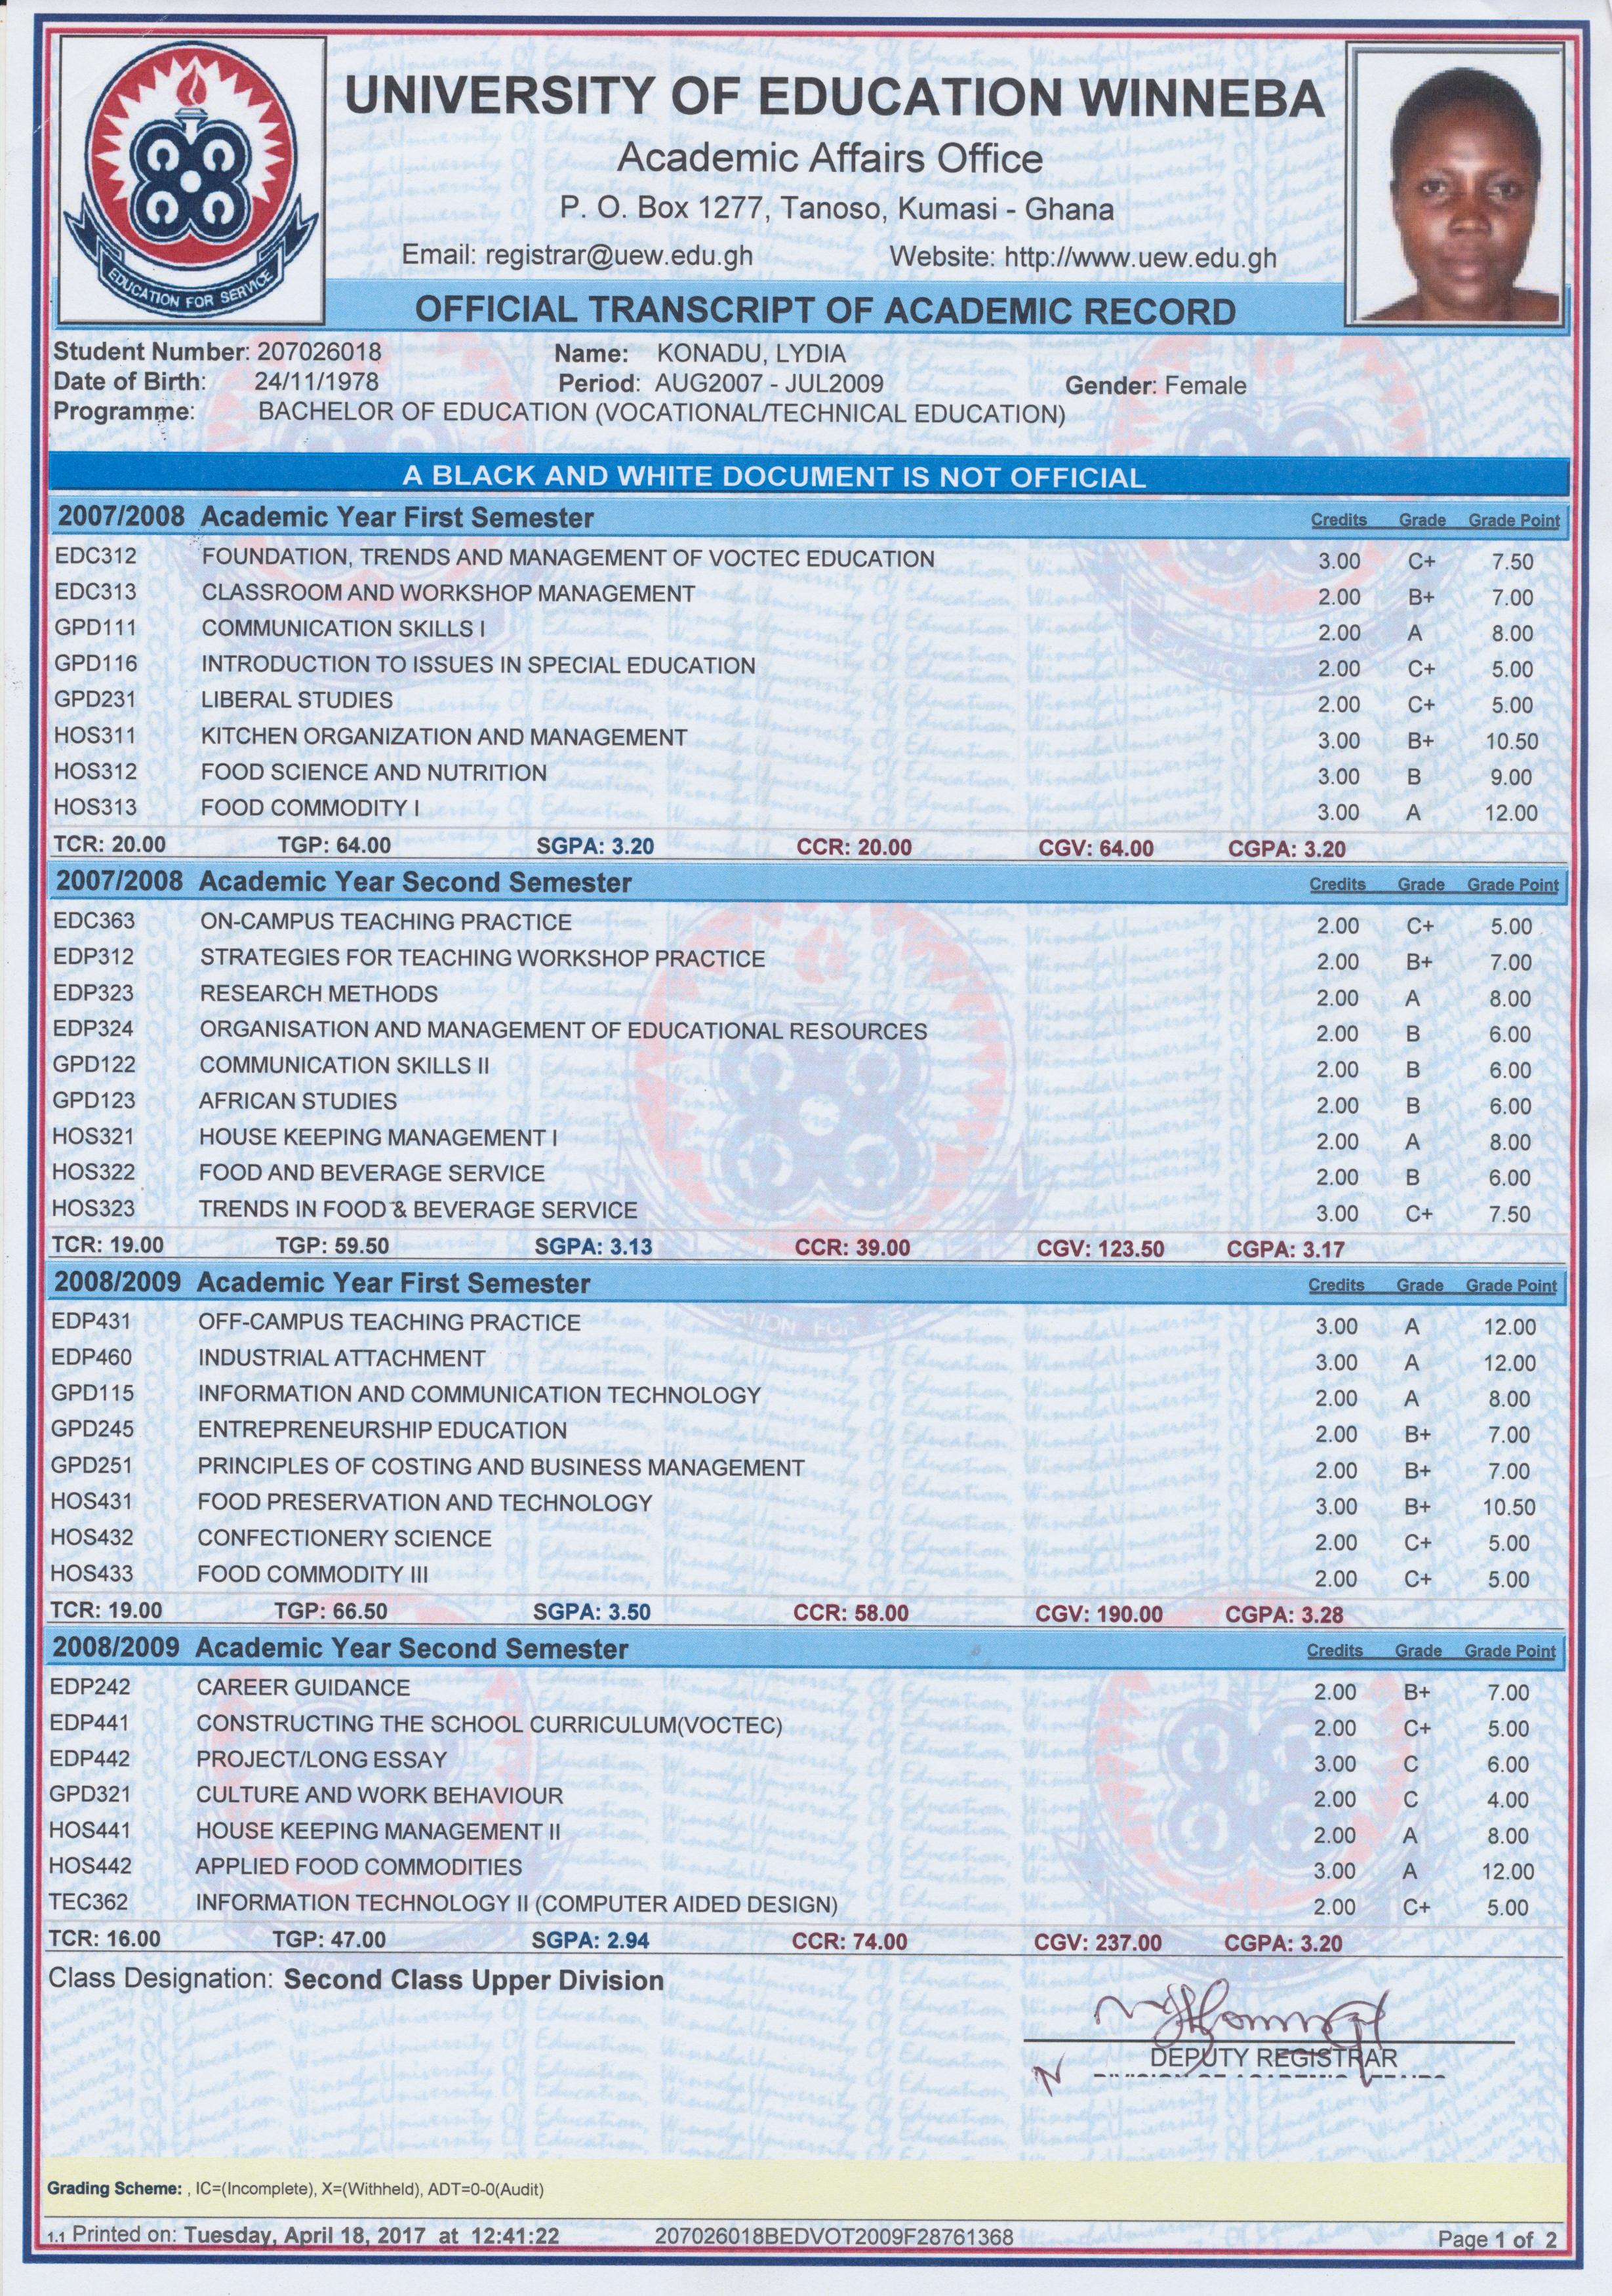 UNIVERSITY OF EDUCATION WINNEBA
Academic Affairs Office
P. O. Box 1277, Tanoso, Kumasi - Ghana
Email: registrar@uew.edu.gh Website: http://www.uew.edu.gh
EDUCATION FOR SERVICE
OFFICIAL TRANSCRIPT OF ACADEMIC RECORD
Student Number: 207026018 Name: KONADU, LYDIA
Date of Birth: 24/11/1978 Period: AUG2007 - JUL2009 Gender: Female
Programme: BACHELOR OF EDUCATION (VOCATIONAL/TECHNICAL EDUCATION)
A BLACK AND WHITE DOCUMENT IS NOT OFFICIAL
2007/2008 Academic Year First Semester Credits Grade Grade Point
EDC312 FOUNDATION, TRENDS AND MANAGEMENT OF VOCTEC EDUCATION 3.00 C+ 7.50
EDC313 CLASSROOM AND WORKSHOP MANAGEMENT 2.00 B+ 7.00
GPD111 COMMUNICATION SKILLS I 2.00 A 8.00
GPD116 INTRODUCTION TO ISSUES IN SPECIAL EDUCATION 2.00 C+ 5.00
GPD231 LIBERAL STUDIES 2.00 C+ 5.00
HOS311 KITCHEN ORGANIZATION AND MANAGEMENT 3.00 B+ 10.50
HOS312 FOOD SCIENCE AND NUTRITION 3.00 B 9.00
HOS313 FOOD COMMODITY I 3.00 A 12.00
TCR: 20.00 TGP: 64.00 SGPA: 3.20 CCR: 20.00 CGV: 64.00 CGPA: 3.20
2007/2008 Academic Year Second Semester Credits Grade Grade Point
EDC363 ON-CAMPUS TEACHING PRACTICE 2.00 C+ 5.00
EDP312 STRATEGIES FOR TEACHING WORKSHOP PRACTICE 2.00 B+ 7.00
EDP323 RESEARCH METHODS 2.00 A 8.00
EDP324 ORGANISATION AND MANAGEMENT OF EDUCATIONAL RESOURCES 2.00 B 6.00
GPD122 COMMUNICATION SKILLS II 2.00 B 6.00
GPD123 AFRICAN STUDIES 2.00 B 6.00
HOS321 HOUSE KEEPING MANAGEMENT I 2.00 A 8.00
HOS322 FOOD AND BEVERAGE SERVICE 2.00 B 6.00
HOS323 TRENDS IN FOOD & BEVERAGE SERVICE 3.00 C+ 7.50
TCR: 19.00 TGP: 59.50 SGPA: 3.13 CCR: 39.00 CGV: 123.50 CGPA: 3.17
2008/2009 Academic Year First Semester Credits Grade Grade Point
EDP431 OFF-CAMPUS TEACHING PRACTICE 3.00 A 12.00
EDP460 INDUSTRIAL ATTACHMENT 3.00 A 12.00
GPD115 INFORMATION AND COMMUNICATION TECHNOLOGY 2.00 A 8.00
GPD245 ENTREPRENEURSHIP EDUCATION 2.00 B+ 7.00
GPD251 PRINCIPLES OF COSTING AND BUSINESS MANAGEMENT 2.00 B+ 7.00
HOS431 FOOD PRESERVATION AND TECHNOLOGY 3.00 B+ 10.50
HOS432 CONFECTIONERY SCIENCE 2.00 C+ 5.00
HOS433 FOOD COMMODITY III 2.00 C+ 5.00
TCR: 19.00 TGP: 66.50 SGPA: 3.50 CCR: 58.00 CGV: 190.00 CGPA: 3.28
2008/2009 Academic Year Second Semester Credits Grade Grade Point
EDP242 CAREER GUIDANCE 2.00 B+ 7.00
EDP441 CONSTRUCTING THE SCHOOL CURRICULUM(VOCTEC) 2.00 C+ 5.00
EDP442 PROJECT/LONG ESSAY 3.00 C 6.00
GPD321 CULTURE AND WORK BEHAVIOUR 2.00 C 4.00
HOS441 HOUSE KEEPING MANAGEMENT II 2.00 A 8.00
HOS442 APPLIED FOOD COMMODITIES 3.00 A 12.00
TEC362 INFORMATION TECHNOLOGY II (COMPUTER AIDED DESIGN) 2.00 C+ 5.00
TCR: 16.00 TGP: 47.00 SGPA: 2.94 CCR: 74.00 CGV: 237.00 CGPA: 3.20
Class Designation: Second Class Upper Division
DEPUTY REGISTRAR
Grading Scheme: , IC=(Incomplete), X=(Withheld), ADT=0-0(Audit)
1.1 Printed on: Tuesday, April 18, 2017 at 12:41:22 207026018BEDVOT2009F28761368 Page 1 of 2